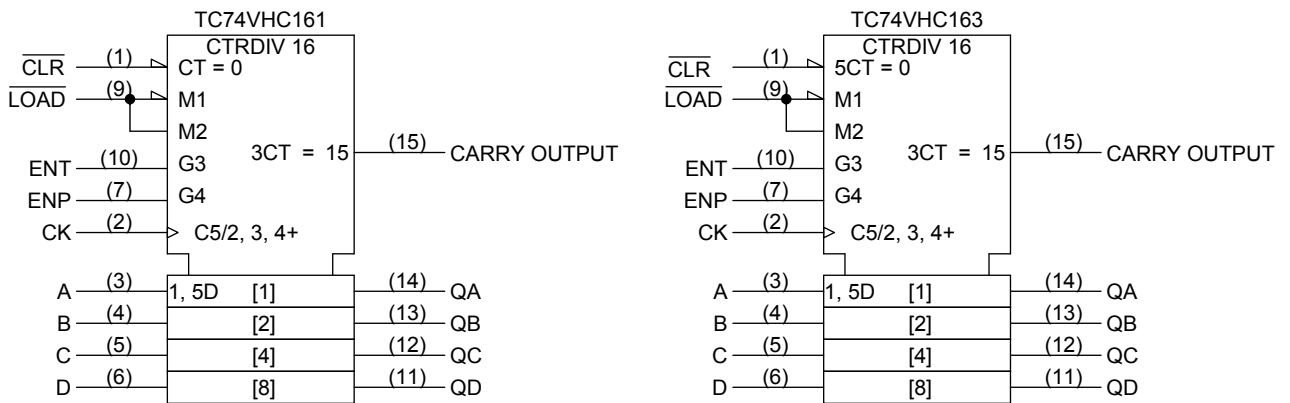 TC74VHC161
CTRDIV 16
CLR (1) CT = 0
LOAD (9) M1
M2
3CT = 15 (15) CARRY OUTPUT
ENT (10) G3
ENP (7) G4
CK (2) C5/2, 3, 4+
A (3) 1, 5D [1] (14) QA
B (4) [2] (13) QB
C (5) [4] (12) QC
D (6) [8] (11) QD
TC74VHC163
CTRDIV 16
CLR (1) 5CT = 0
LOAD (9) M1
M2
3CT = 15 (15) CARRY OUTPUT
ENT (10) G3
ENP (7) G4
CK (2) C5/2, 3, 4+
A (3) 1, 5D [1] (14) QA
B (4) [2] (13) QB
C (5) [4] (12) QC
D (6) [8] (11) QD